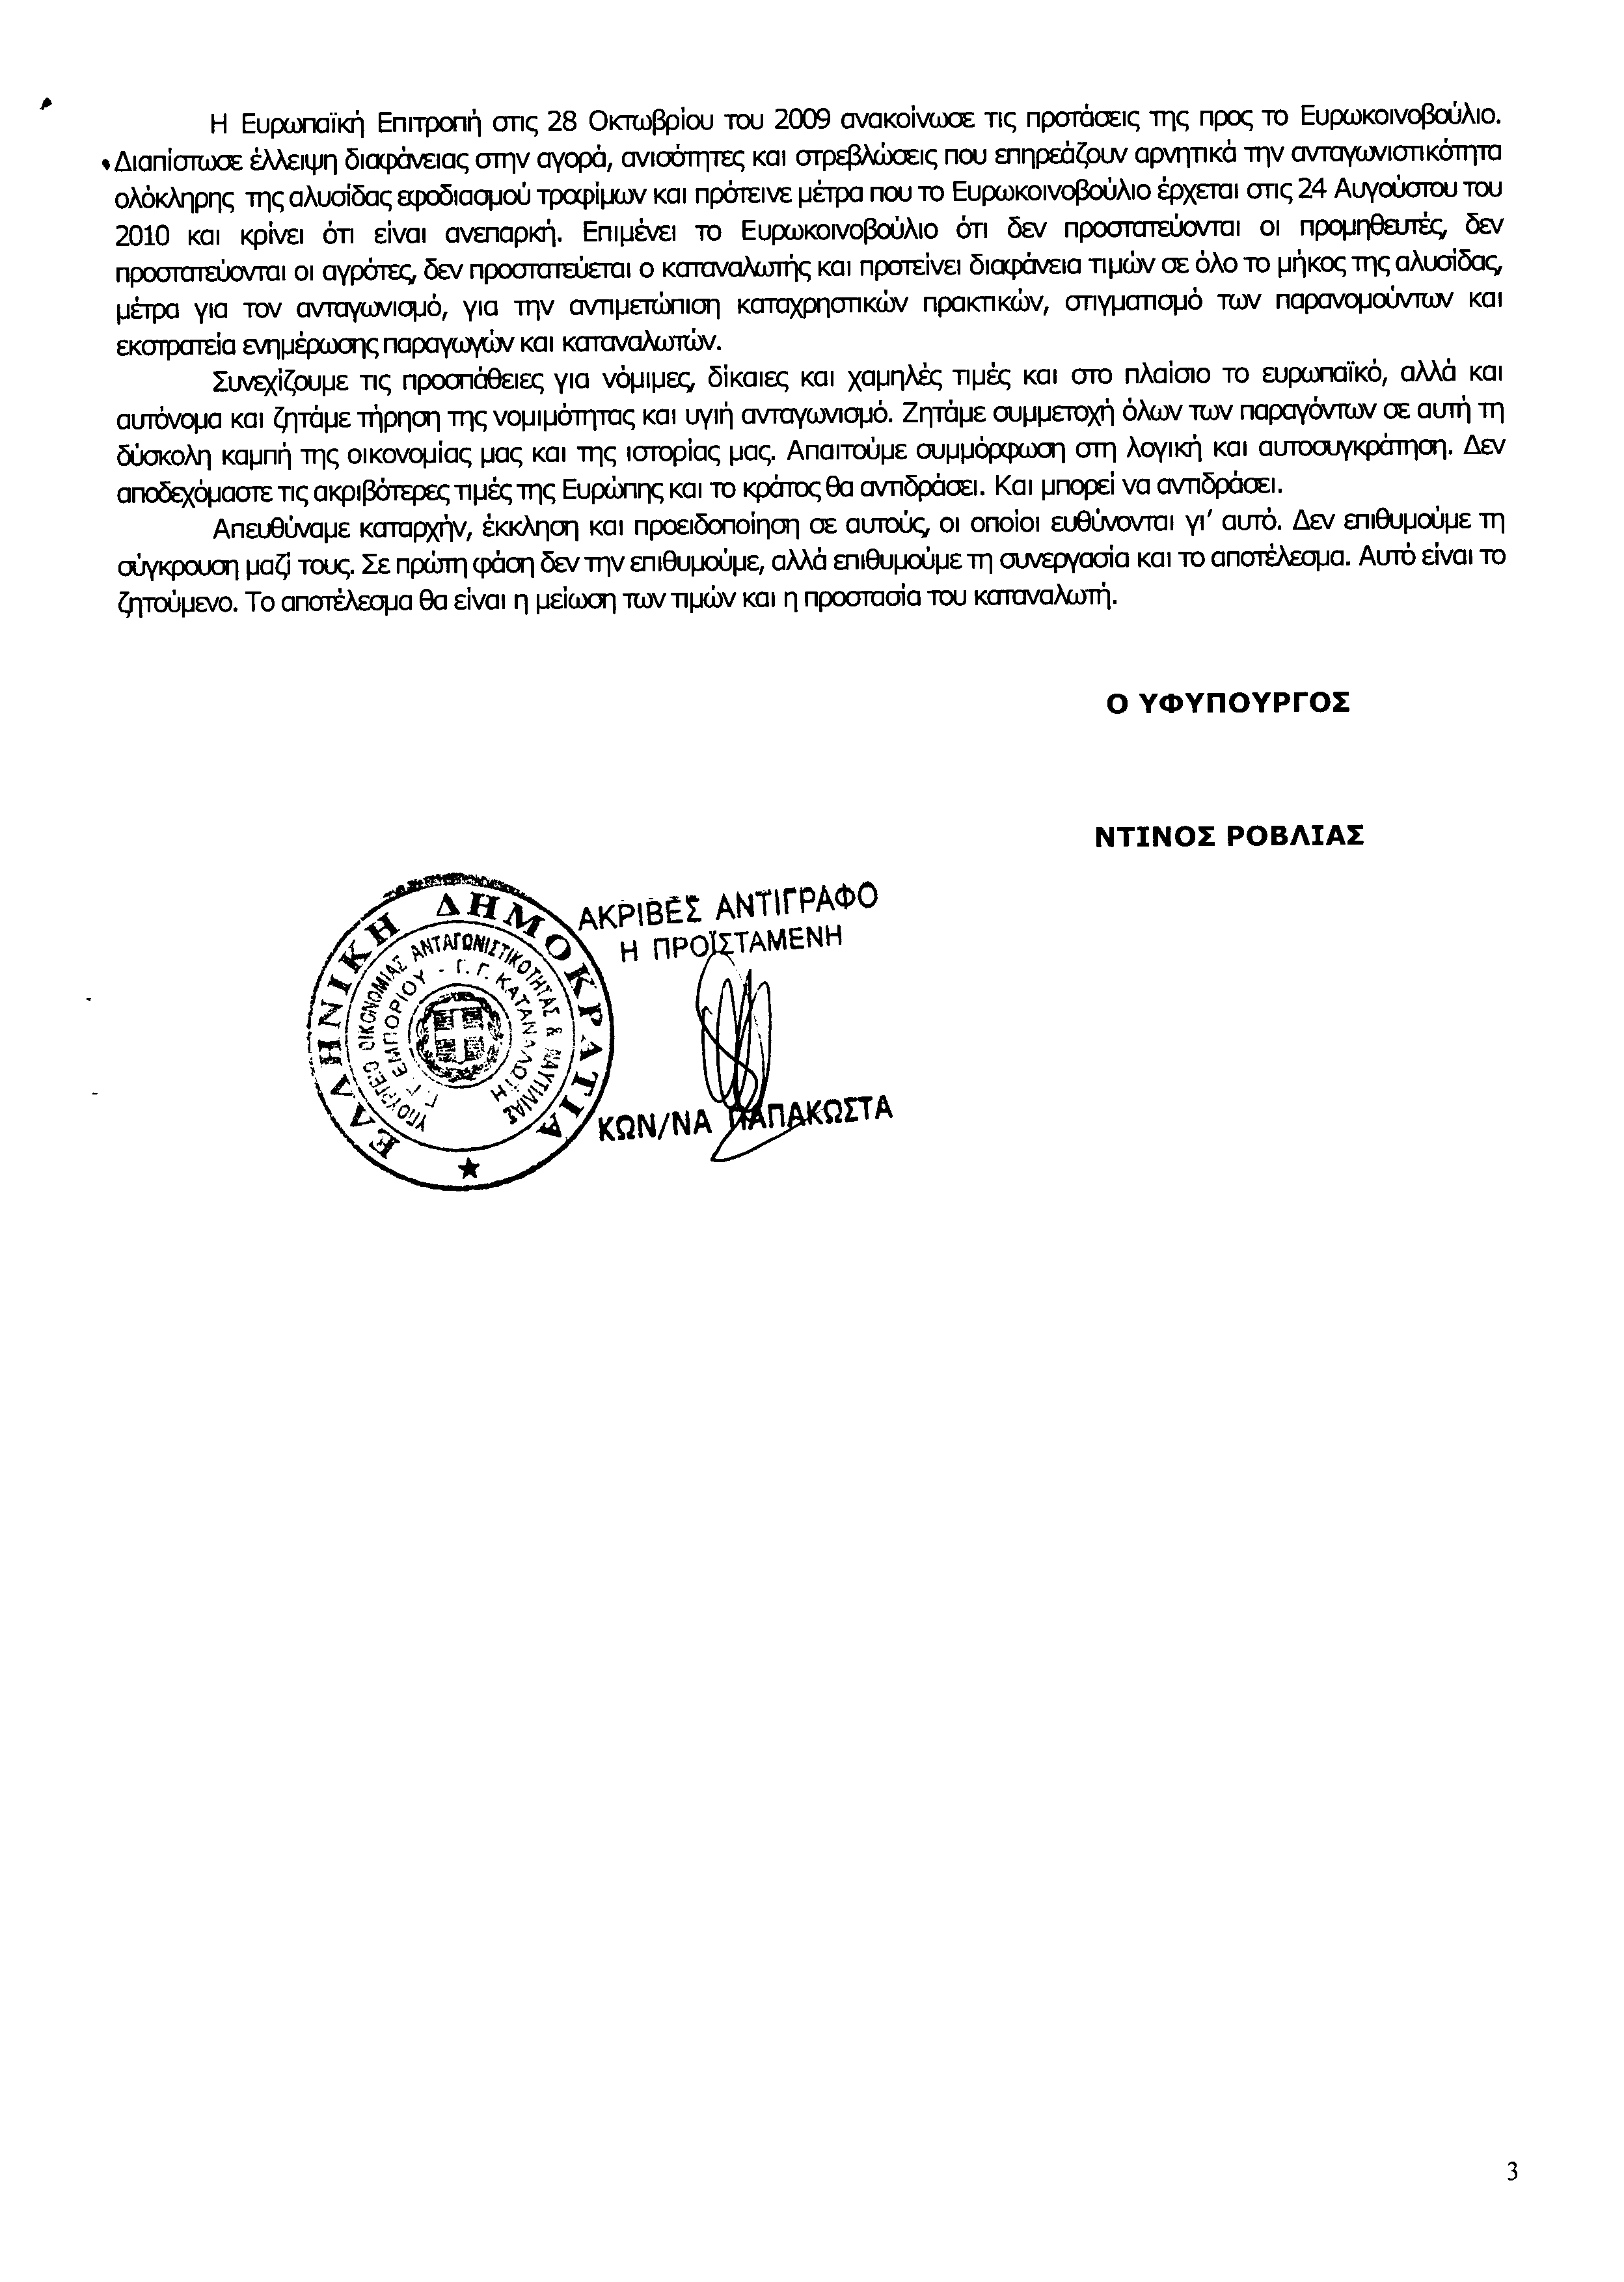 Η Ευρωπαϊκή Επιτροπή στις 28 Οκτωβρίου του 2009 ανακοίνωσε τις προτάσεις της προς το Ευρωκοινοβούλιο.
Διαπίστωσε έλλειψη διαφάνειας στην αγορά, ανισότητες και στρεβλώσεις που επηρεάζουν αρνητικά την ανταγωνιστικότητα
ολόκληρης της αλυσίδας εφοδιασμού τροφίμων και πρότεινε μέτρα που το Ευρωκοινοβούλιο έρχεται στις 24 Αυγούστου του
2010 και κρίνει ότι είναι ανεπαρκή. Επιμένει το Ευρωκοινοβούλιο ότι δεν προστατεύονται οι προμηθευτές, δεν
προστατεύονται οι αγρότες, δεν προστατεύεται ο καταναλωτής και προτείνει διαφάνεια τιμών σε όλο το μήκος της αλυσίδας,
μέτρα για τον ανταγωνισμό, για την αντιμετώπιση καταχρηστικών πρακτικών, στιγματισμό των παρανομούντων και
εκστρατεία ενημέρωσης παραγωγών και καταναλωτών.
Συνεχίζουμε τις προσπάθειες για νόμιμες, δίκαιες και χαμηλές τιμές και στο πλαίσιο το ευρωπαϊκό, αλλά και
αυτόνομα και ζητάμε τήρηση της νομιμότητας και υγιή ανταγωνισμό. Ζητάμε συμμετοχή όλων των παραγόντων σε αυτή τη
δύσκολη καμπή της οικονομίας μας και της ιστορίας μας. Απαιτούμε συμμόρφωση στη λογική και αυτοσυγκράτηση. Δεν
αποδεχόμαστε τις ακριβότερες τιμές της Ευρώπης και το κράτος θα αντιδράσει. Και μπορεί να αντιδράσει.
Απευθύναμε καταρχήν, έκκληση και προειδοποίηση σε αυτούς, οι οποίοι ευθύνονται γι' αυτό. Δεν επιθυμούμε τη
σύγκρουση μαζί τους. Σε πρώτη φάση δεν την επιθυμούμε, αλλά επιθυμούμε τη συνεργασία και το αποτέλεσμα. Αυτό είναι το
ζητούμενο. Το αποτέλεσμα θα είναι η μείωση των τιμών και η προστασία του καταναλωτή.
Ο ΥΦΥΠΟΥΡΓΟΣ
ΝΤΙΝΟΣ ΡΟΒΛΙΑΣ
ΑΚΡΙΒΕΣ ΑΝΤΙΓΡΑΦΟ
Η ΠΡΟΪΣΤΑΜΕΝΗ
ΚΩΝ/ΝΑ ΠΑΠΑΚΩΣΤΑ
ΕΛΛΗΝΙΚΗ ΔΗΜΟΚΡΑΤΙΑ
ΥΠΟΥΡΓΕΙΟ ΟΙΚΟΝΟΜΙΑΣ ΑΝΤΑΓΩΝΙΣΤΙΚΟΤΗΤΑΣ & ΝΑΥΤΙΛΙΑΣ
Γ. Γ. ΕΜΠΟΡΙΟΥ - Γ. Γ. ΚΑΤΑΝΑΛΩΤΗ
3